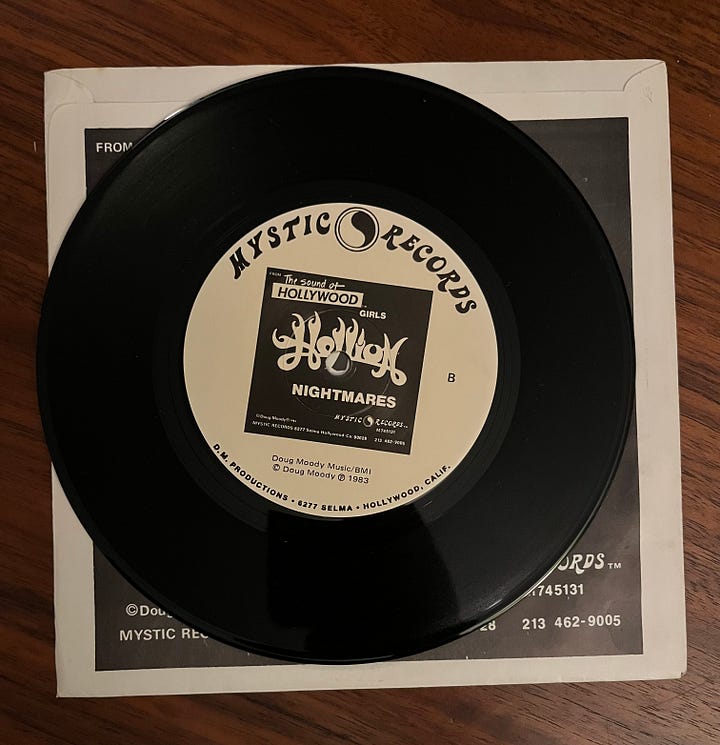 FROM
MYSTIC RECORDS
FROM
The Sound of
HOLLYWOOD
GIRLS
Hellion
NIGHTMARES
B
©Doug Moody
MYSTIC RECORDS
MYSTIC RECORDS 6277 Selma Hollywood Ca 90028 213 462-9005
Doug Moody Music/BMI
© Doug Moody ℗ 1983
D.M. PRODUCTIONS • 6277 SELMA • HOLLYWOOD, CALIF.
ORDS TM
745131
©Doug
MYSTIC REC
28 213 462-9005